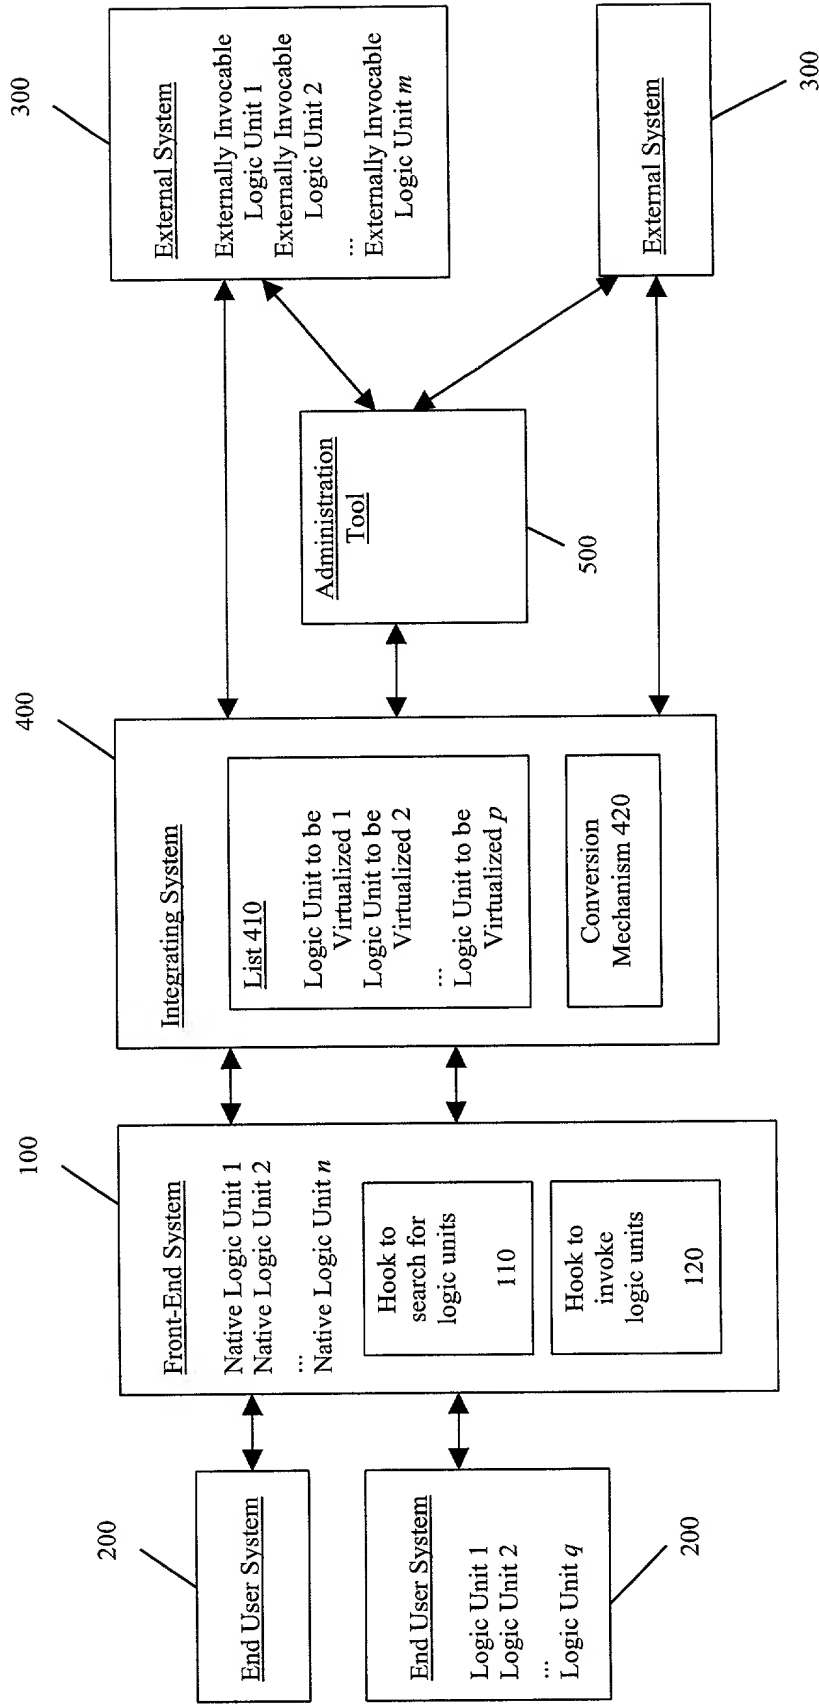 200
End User System
End User System
Logic Unit 1
Logic Unit 2
...
Logic Unit q
200
100
Front-End System
Native Logic Unit 1
Native Logic Unit 2
...
Native Logic Unit n
Hook to
search for
logic units
110
Hook to
invoke
logic units
120
400
Integrating System
List 410
Logic Unit to be
Virtualized 1
Logic Unit to be
Virtualized 2
...
Logic Unit to be
Virtualized p
Conversion
Mechanism 420
Administration
Tool
500
300
External System
Externally Invocable
Logic Unit 1
Externally Invocable
Logic Unit 2
...
Externally Invocable
Logic Unit m
External System
300